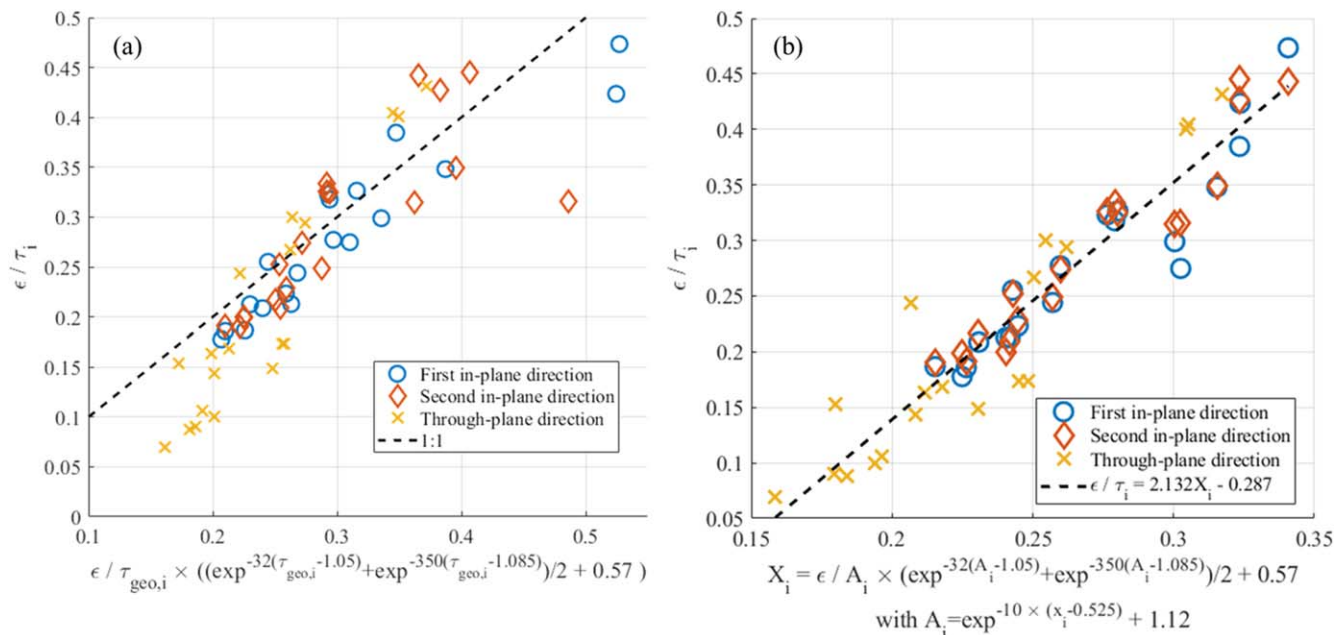 (a)
0.5
0.45
0.4
0.35
0.3
0.25
0.2
0.15
0.1
0.05
0
ϵ / τᵢ
First in-plane direction
Second in-plane direction
Through-plane direction
1:1
0.1 0.2 0.3 0.4 0.5
ϵ / τ_geo,i × ((exp^-32(τ_geo,i-1.05)+exp^-350(τ_geo,i-1.085))/2 + 0.57 )
(b)
0.5
0.45
0.4
0.35
0.3
0.25
0.2
0.15
0.1
0.05
ϵ / τᵢ
First in-plane direction
Second in-plane direction
Through-plane direction
ϵ / τᵢ = 2.132Xᵢ - 0.287
0.15 0.2 0.25 0.3 0.35
Xᵢ = ϵ / Aᵢ × (exp^-32(Aᵢ-1.05)+exp^-350(Aᵢ-1.085))/2 + 0.57
with Aᵢ=exp^-10 × (xᵢ-0.525) + 1.12